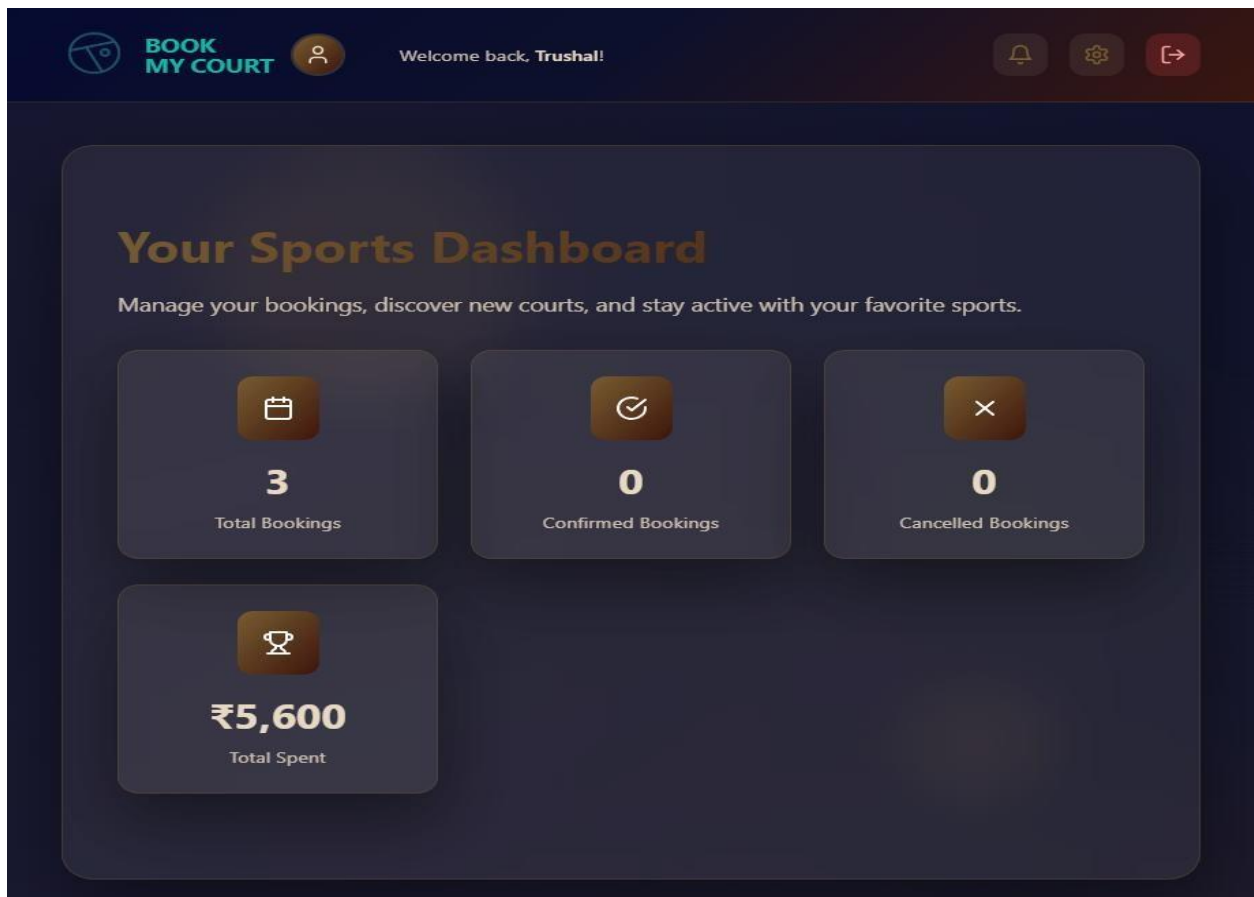 BOOK
MY COURT
Welcome back, Trushal!
Your Sports Dashboard
Manage your bookings, discover new courts, and stay active with your favorite sports.
3
Total Bookings
0
Confirmed Bookings
0
Cancelled Bookings
₹5,600
Total Spent